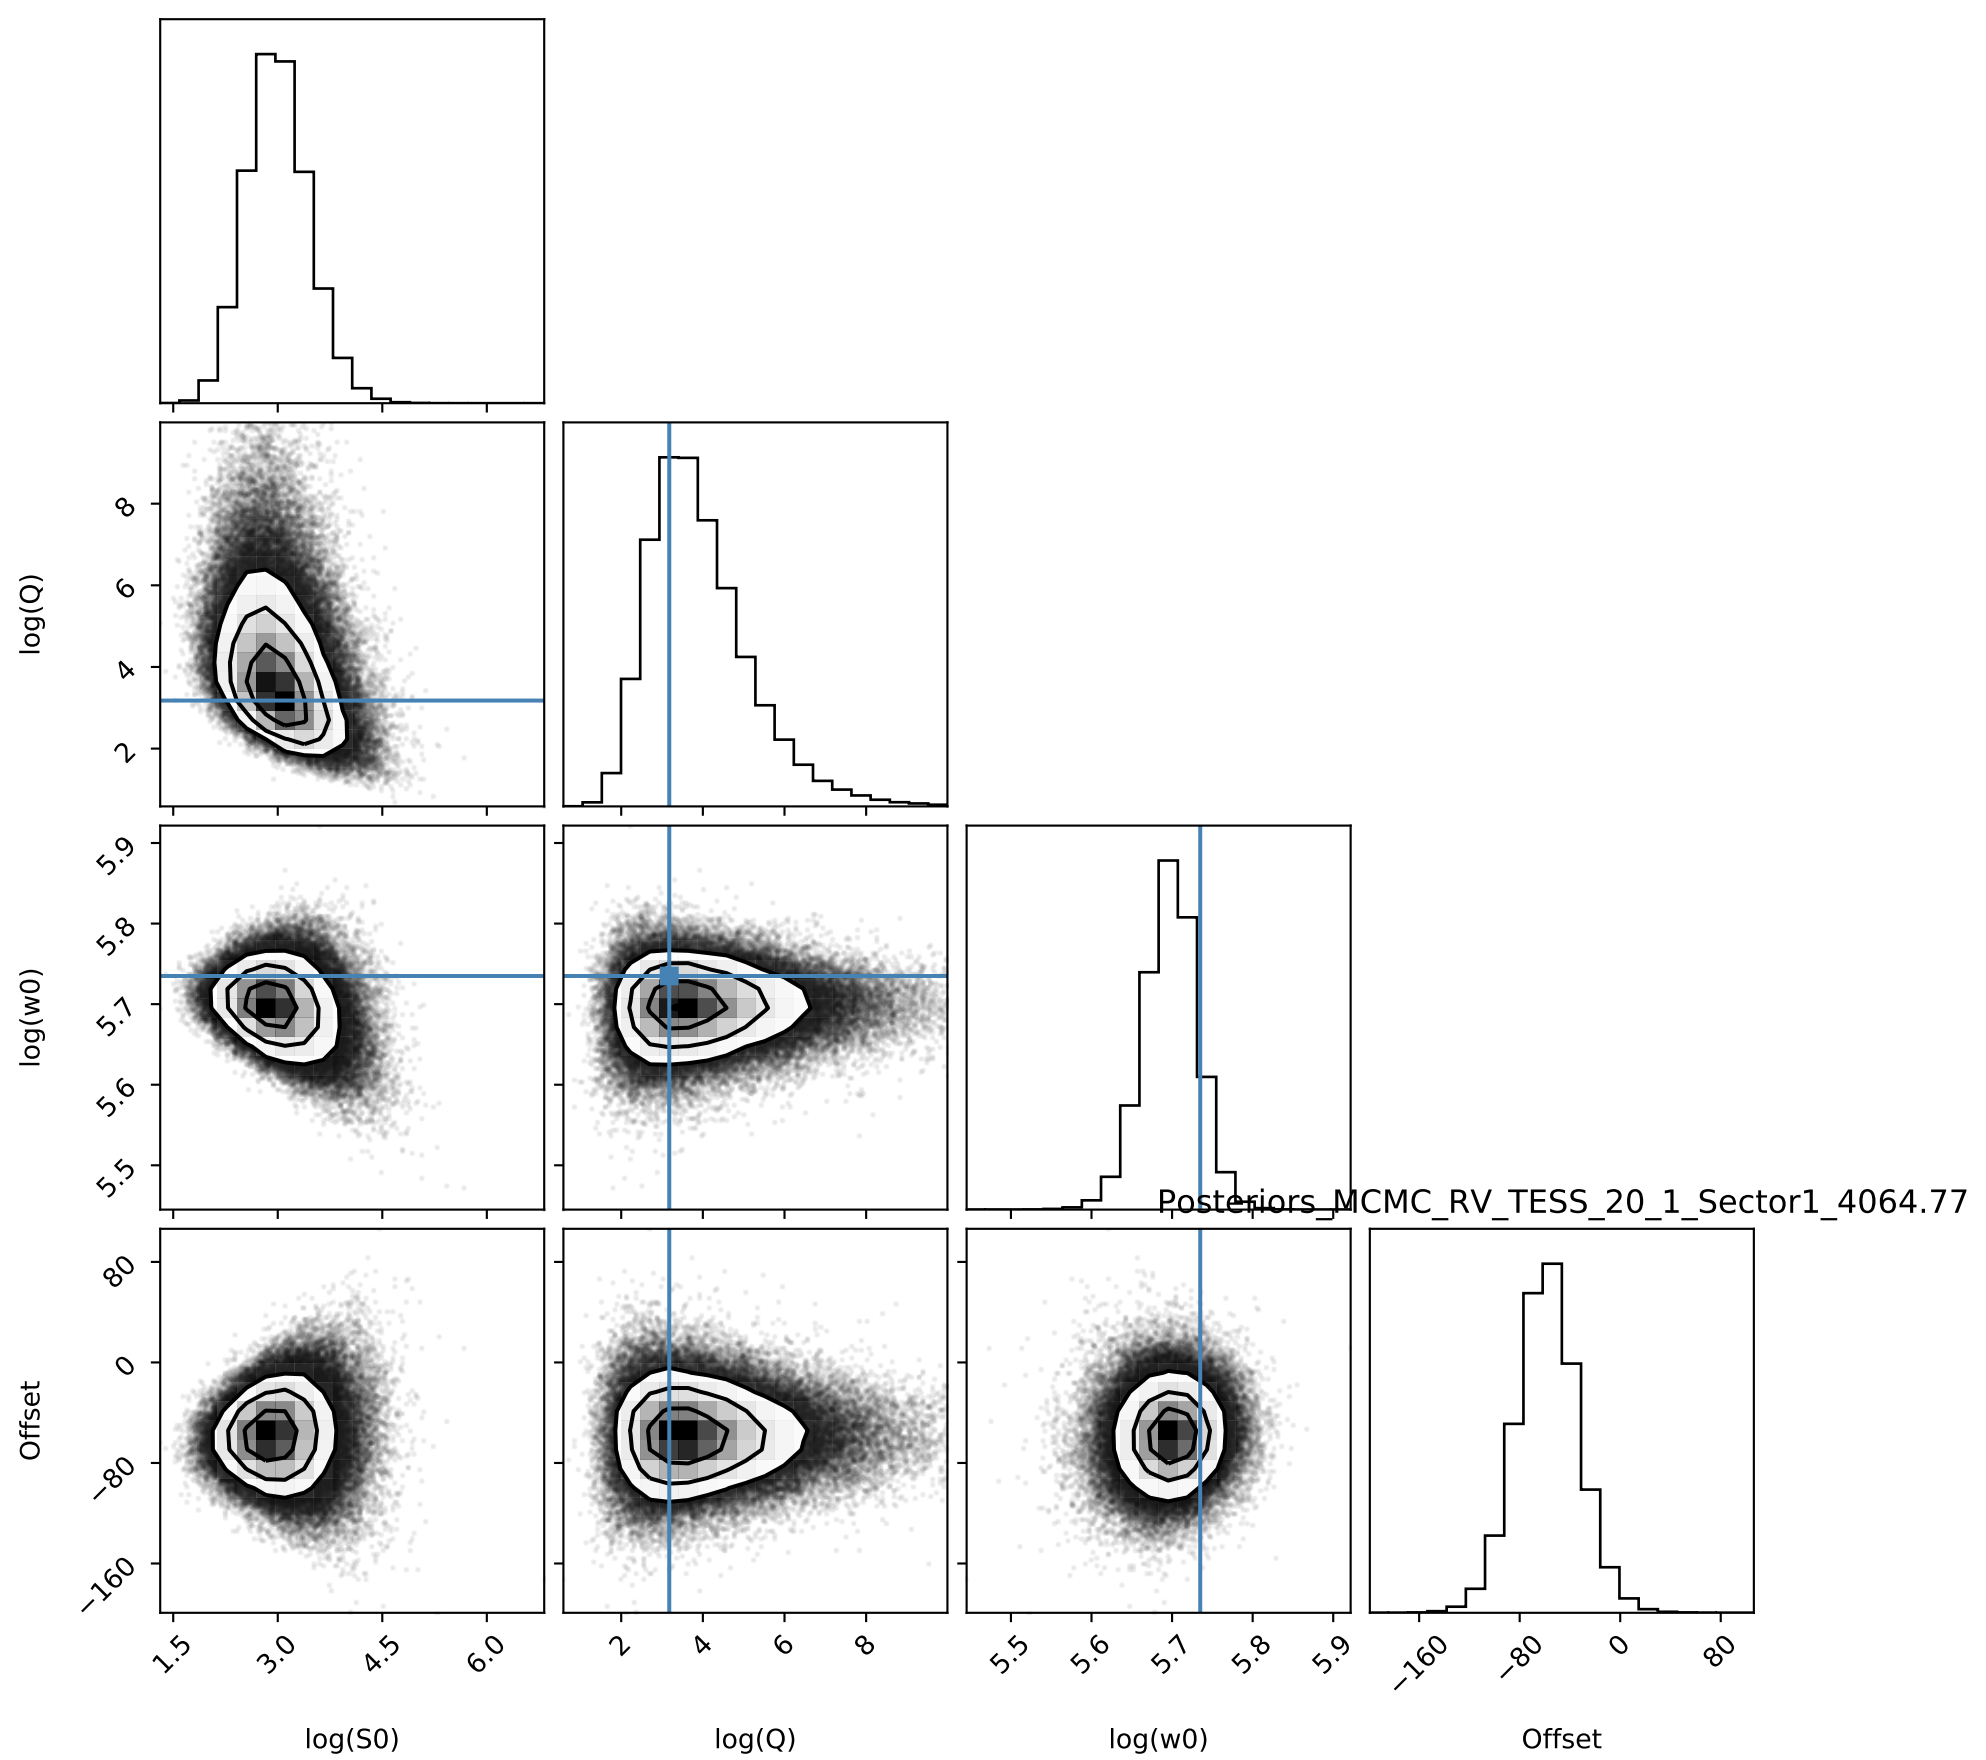 8
6
4
2
log(Q)
5.9
5.8
5.7
5.6
5.5
log(w0)
Posteriors_MCMC_RV_TESS_20_1_Sector1_4064.77
80
0
−80
−160
Offset
1.5 3.0 4.5 6.0 2 4 6 8 5.5 5.6 5.7 5.8 5.9 −160 −80 0 80
log(S0) log(Q) log(w0) Offset